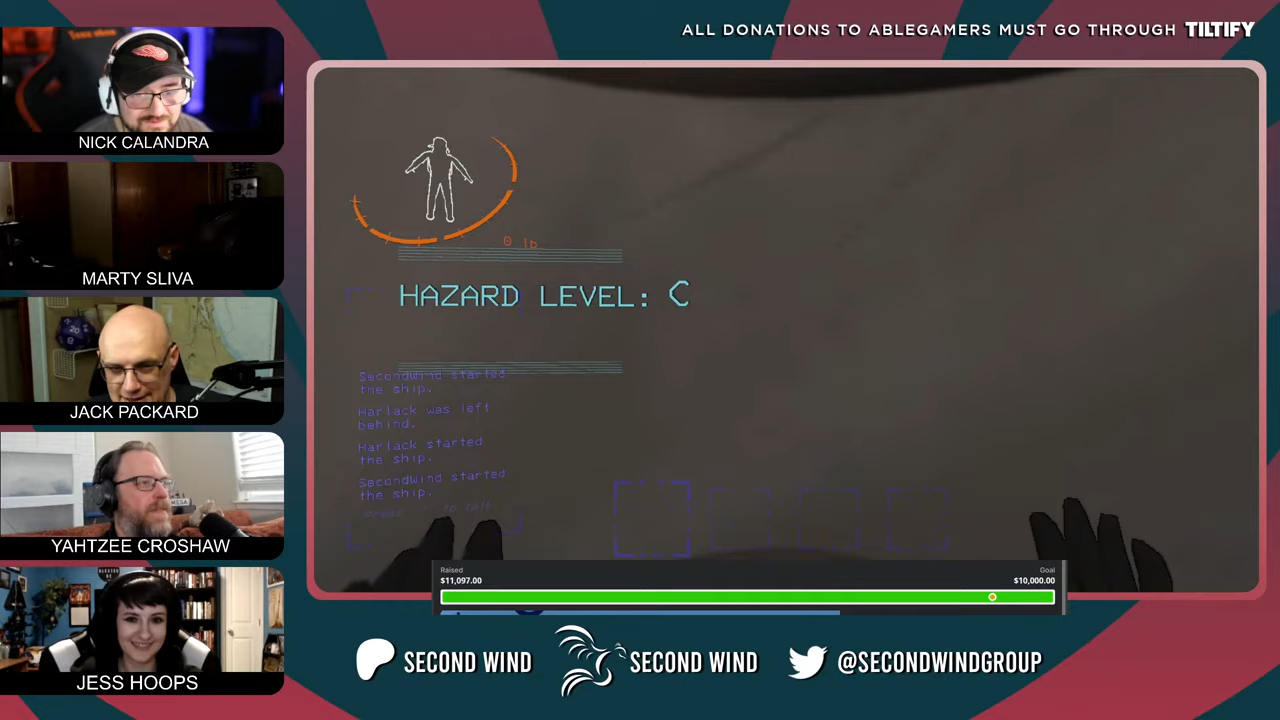 ALL DONATIONS TO ABLEGAMERS MUST GO THROUGH TILTIFY
NICK CALANDRA
MARTY SLIVA
JACK PACKARD
YAHTZEE CROSHAW
JESS HOOPS
0 lb
HAZARD LEVEL: C
Secondwind started
the ship.
Harlack was left
behind.
Harlack started
the ship.
Secondwind started
the ship.
Raised
$11,097.00
Goal
$10,000.00
SECOND WIND
SECOND WIND
@SECONDWINDGROUP